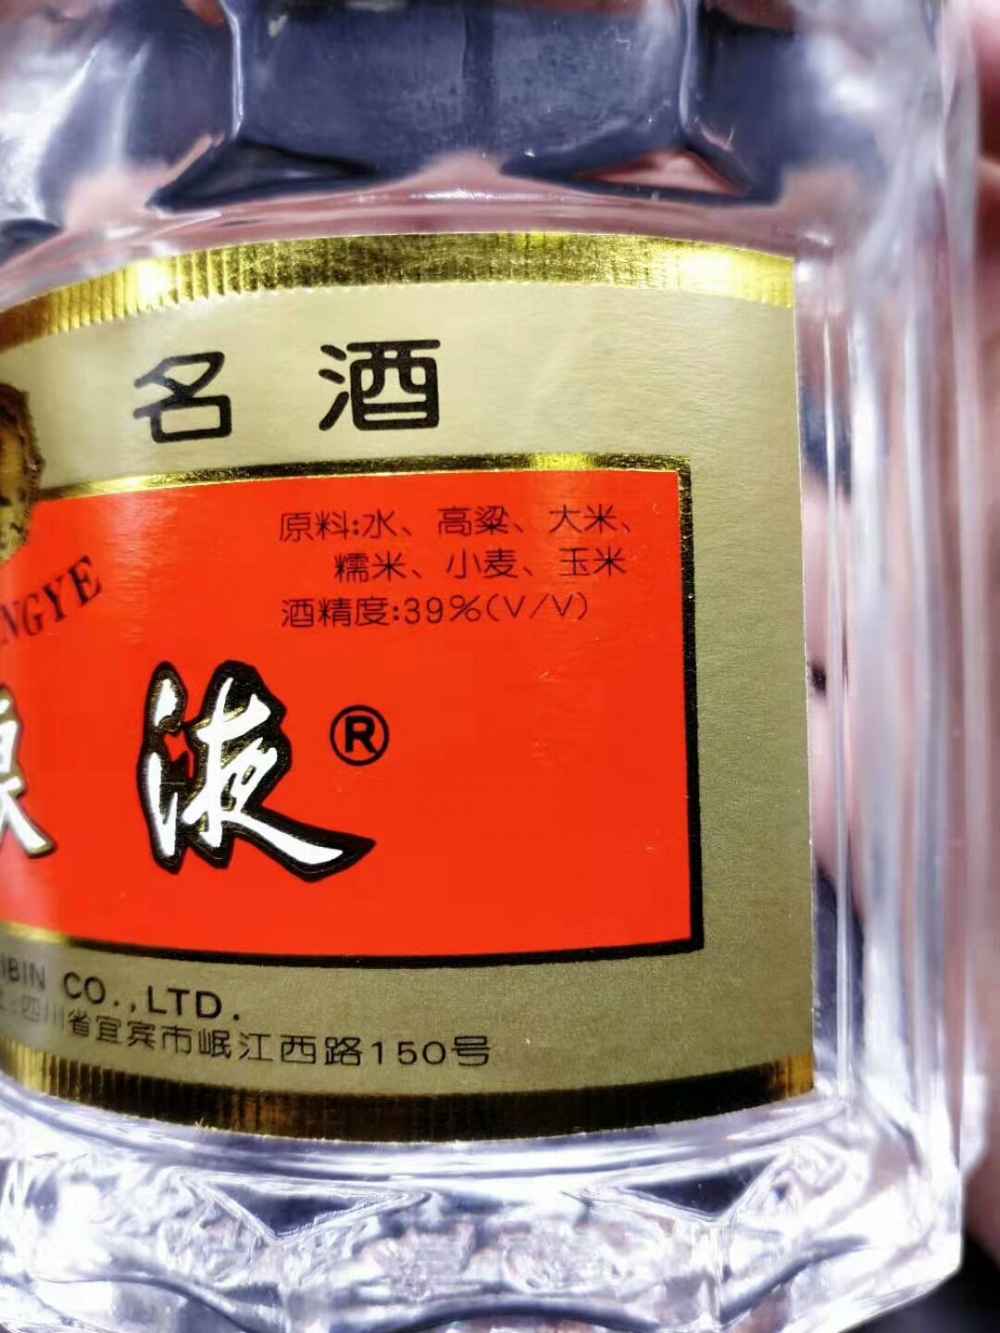 名酒
原料:水、高粱、大米、
糯米、小麦、玉米
酒精度:39%(V/V)
NGYE
液®
IBIN CO.,LTD.
四川省宜宾市岷江西路150号